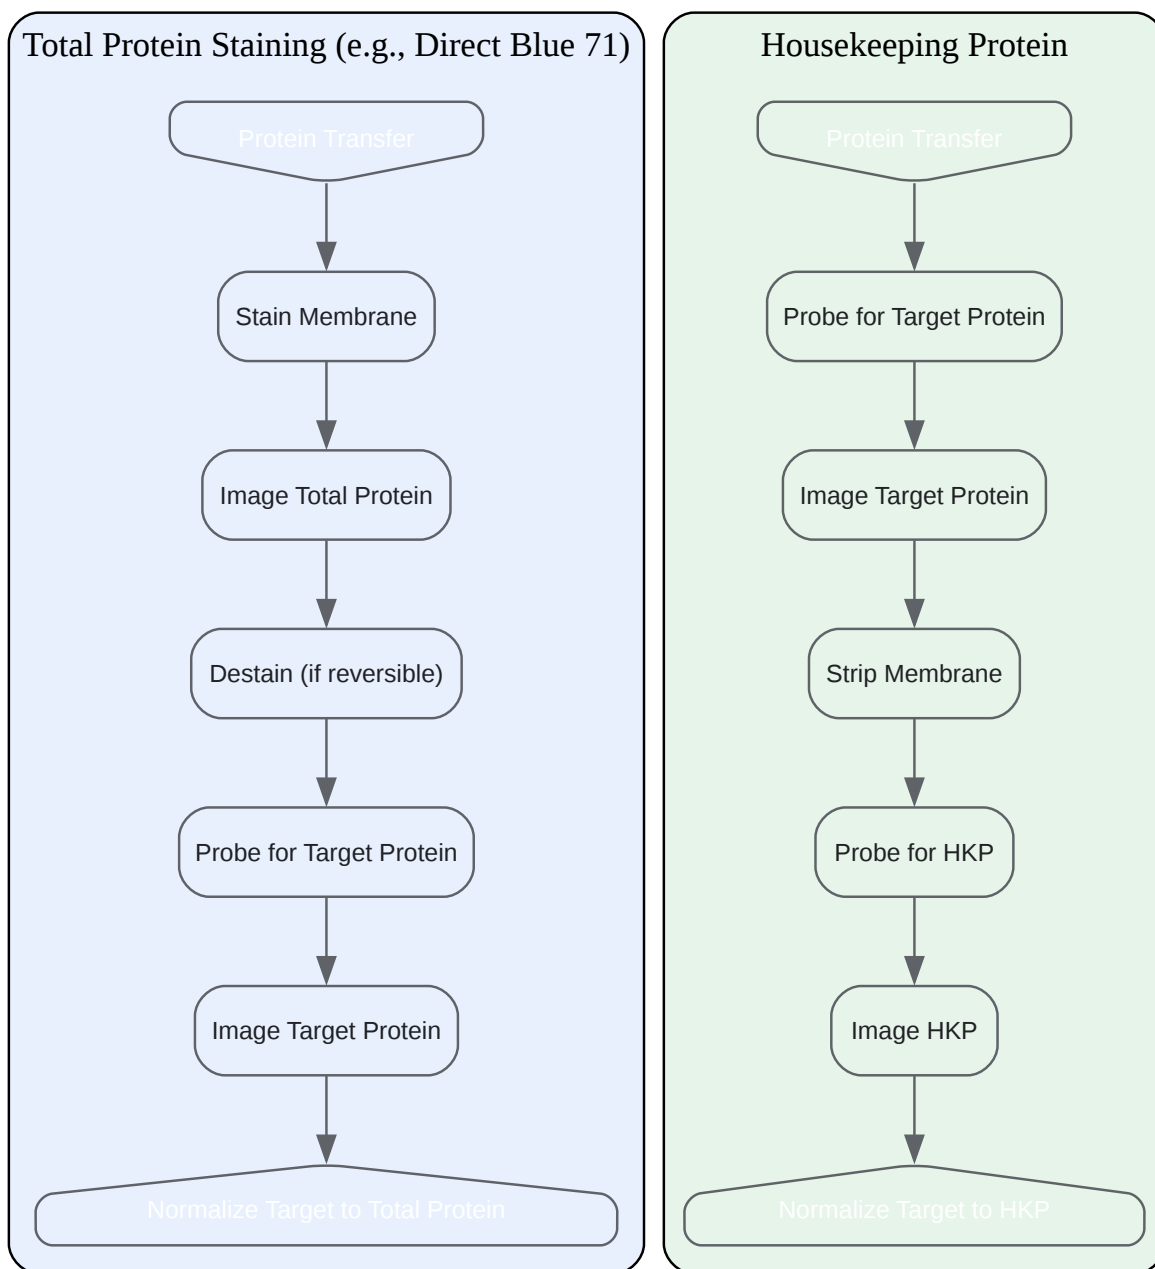 Total Protein Staining (e.g., Direct Blue 71)
Protein Transfer
Stain Membrane
Image Total Protein
Destain (if reversible)
Probe for Target Protein
Image Target Protein
Normalize Target to Total Protein
Housekeeping Protein
Protein Transfer
Probe for Target Protein
Image Target Protein
Strip Membrane
Probe for HKP
Image HKP
Normalize Target to HKP